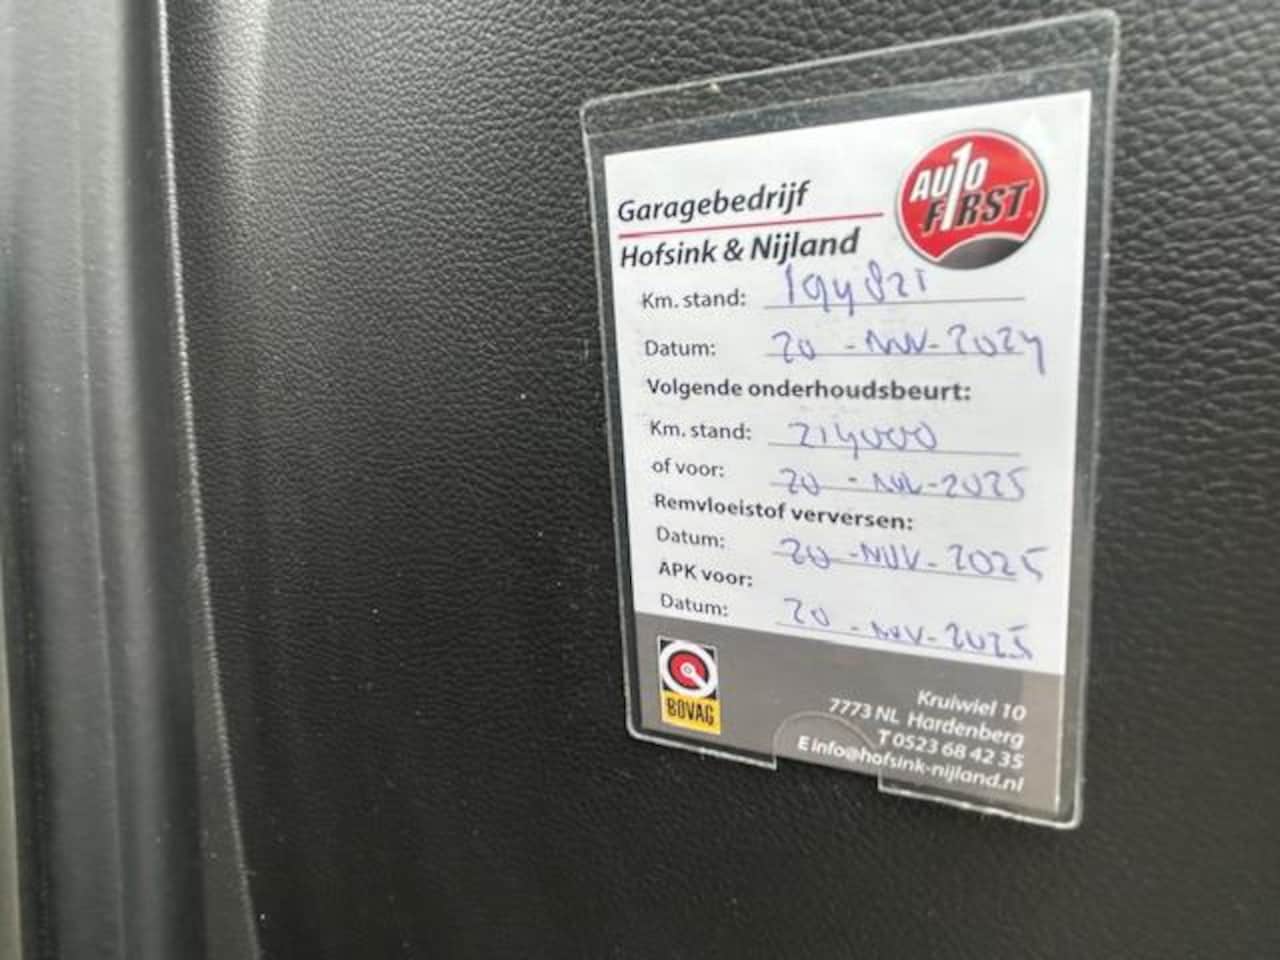 AUTO
FIRST
Garagebedrijf
Hofsink & Nijland
Km. stand: 194821
Datum: 20 - NOV - 2024
Volgende onderhoudsbeurt:
Km. stand: 214000
of voor: 20 - NOV - 2025
Remvloeistof verversen:
Datum: 20 - NOV - 2025
APK voor:
Datum: 20 - NOV - 2025
BOVAG
Kruiwiel 10
7773 NL Hardenberg
T 0523 68 42 35
E info@hofsink-nijland.nl